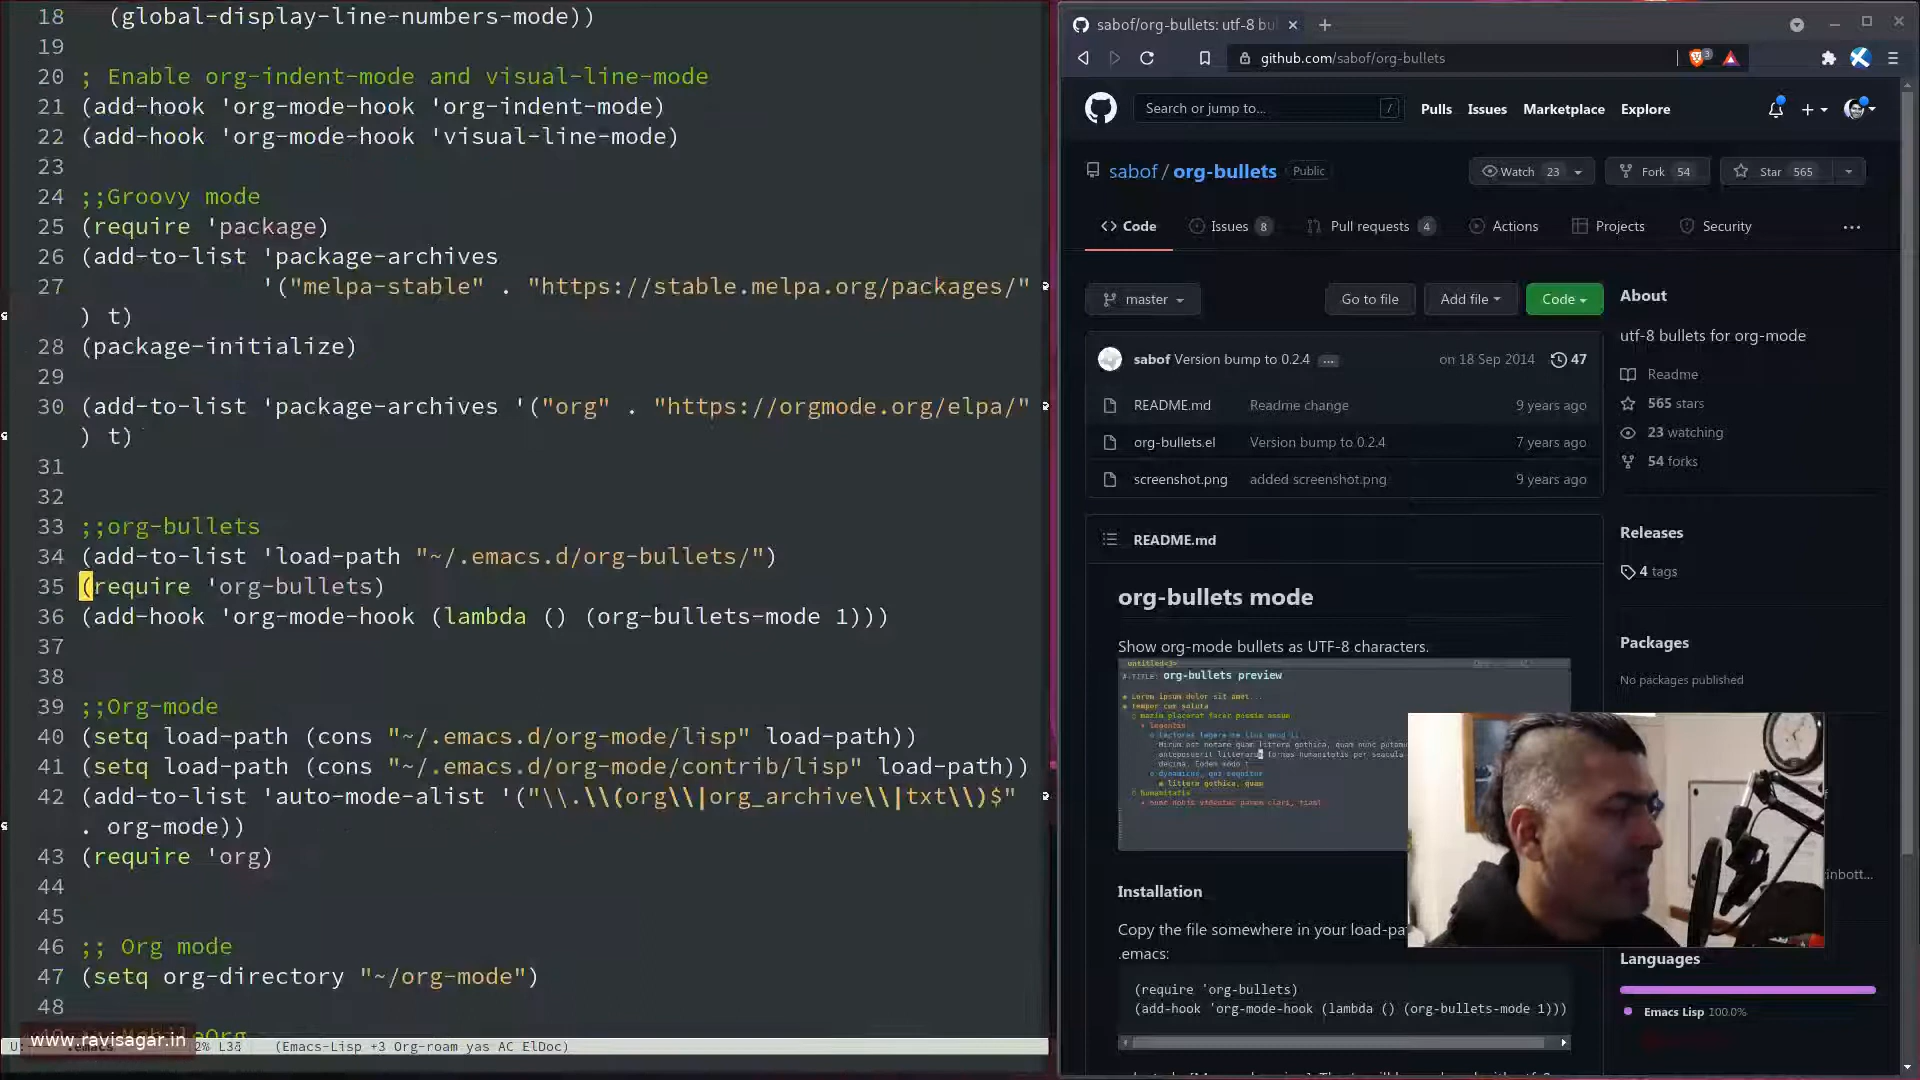 18 (global-display-line-numbers-mode))
19
20 ; Enable org-indent-mode and visual-line-mode
21 (add-hook 'org-mode-hook 'org-indent-mode)
22 (add-hook 'org-mode-hook 'visual-line-mode)
23
24 ;;Groovy mode
25 (require 'package)
26 (add-to-list 'package-archives
27 '("melpa-stable" . "https://stable.melpa.org/packages/"
) t)
28 (package-initialize)
29
30 (add-to-list 'package-archives '("org" . "https://orgmode.org/elpa/"
) t)
31
32
33 ;;org-bullets
34 (add-to-list 'load-path "~/.emacs.d/org-bullets/")
35 (require 'org-bullets)
36 (add-hook 'org-mode-hook (lambda () (org-bullets-mode 1)))
37
38
39 ;;Org-mode
40 (setq load-path (cons "~/.emacs.d/org-mode/lisp" load-path))
41 (setq load-path (cons "~/.emacs.d/org-mode/contrib/lisp" load-path))
42 (add-to-list 'auto-mode-alist '("\\.\\(org\\|org_archive\\|txt\\)$"
. org-mode))
43 (require 'org)
44
45
46 ;; Org mode
47 (setq org-directory "~/org-mode")
48
www.ravisagar.in
(Emacs-Lisp +3 Org-roam yas AC ElDoc)
sabof/org-bullets: utf-8 bu
github.com/sabof/org-bullets
Search or jump to... /
Pulls Issues Marketplace Explore
sabof / org-bullets Public
Watch 23 Fork 54 Star 565
Code Issues 8 Pull requests 4 Actions Projects Security ...
master Go to file Add file Code
sabof Version bump to 0.2.4 ... on 18 Sep 2014 47
README.md Readme change 9 years ago
org-bullets.el Version bump to 0.2.4 7 years ago
screenshot.png added screenshot.png 9 years ago
README.md
org-bullets mode
Show org-mode bullets as UTF-8 characters.
untitled<3>
#+TITLE: org-bullets preview
Installation
Copy the file somewhere in your load-pa
.emacs:
(require 'org-bullets)
(add-hook 'org-mode-hook (lambda () (org-bullets-mode 1)))
About
utf-8 bullets for org-mode
Readme
565 stars
23 watching
54 forks
Releases
4 tags
Packages
No packages published
inbott...
Languages
Emacs Lisp 100.0%